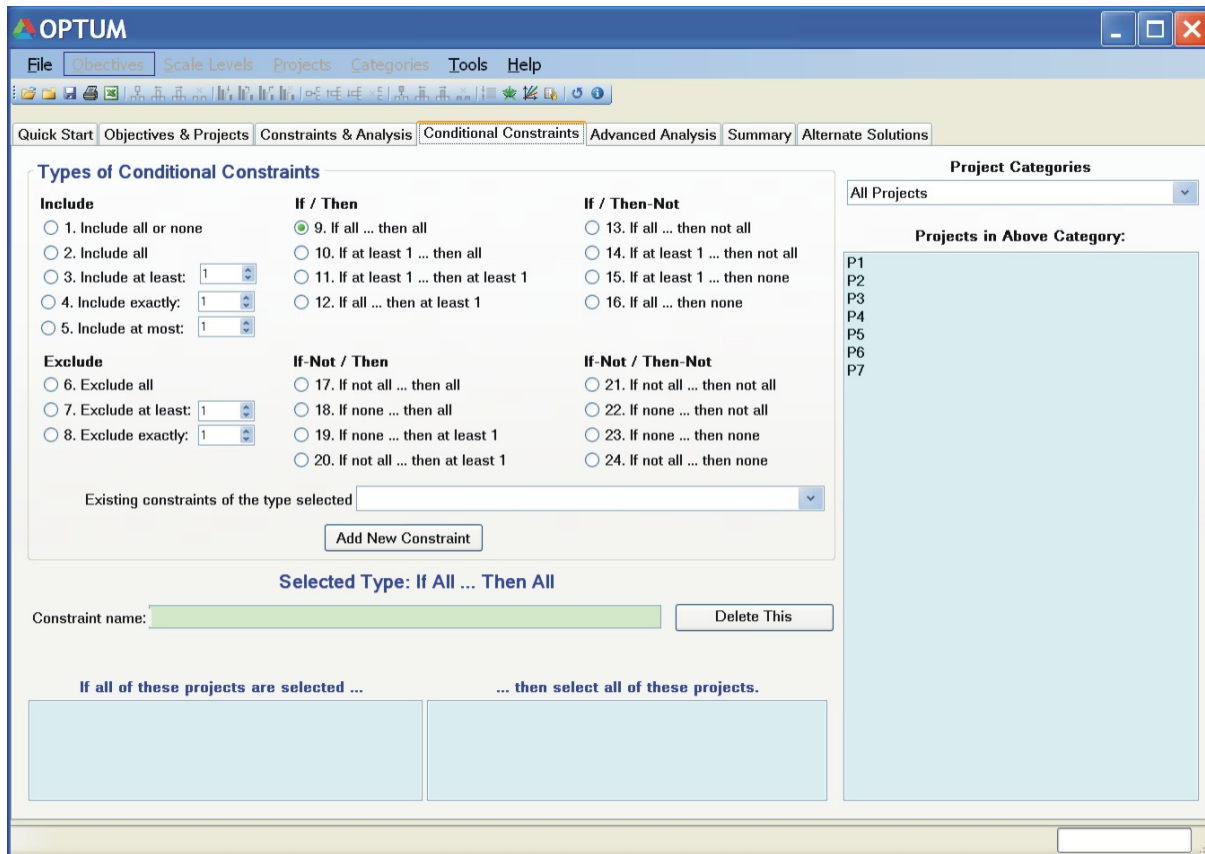 OPTUM
File Obectives Scale Levels Projects Categories Tools Help
Quick Start Objectives & Projects Constraints & Analysis Conditional Constraints Advanced Analysis Summary Alternate Solutions
Types of Conditional Constraints
Include
1. Include all or none
2. Include all
3. Include at least: 1
4. Include exactly: 1
5. Include at most: 1
If / Then
9. If all ... then all
10. If at least 1 ... then all
11. If at least 1 ... then at least 1
12. If all ... then at least 1
If / Then-Not
13. If all ... then not all
14. If at least 1 ... then not all
15. If at least 1 ... then none
16. If all ... then none
Exclude
6. Exclude all
7. Exclude at least: 1
8. Exclude exactly: 1
If-Not / Then
17. If not all ... then all
18. If none ... then all
19. If none ... then at least 1
20. If not all ... then at least 1
If-Not / Then-Not
21. If not all ... then not all
22. If none ... then not all
23. If none ... then none
24. If not all ... then none
Existing constraints of the type selected
Add New Constraint
Selected Type: If All ... Then All
Constraint name:
Delete This
If all of these projects are selected ...
... then select all of these projects.
Project Categories
All Projects
Projects in Above Category:
P1
P2
P3
P4
P5
P6
P7